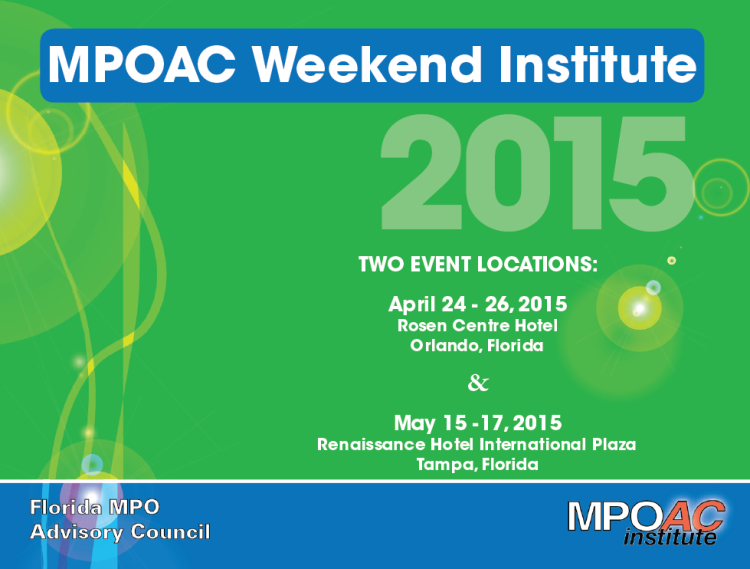 MPOAC Weekend Institute
2015
TWO EVENT LOCATIONS:
April 24 - 26, 2015
Rosen Centre Hotel
Orlando, Florida
&
May 15 -17, 2015
Renaissance Hotel International Plaza
Tampa, Florida
Florida MPO
Advisory Council
MPOAC
institute